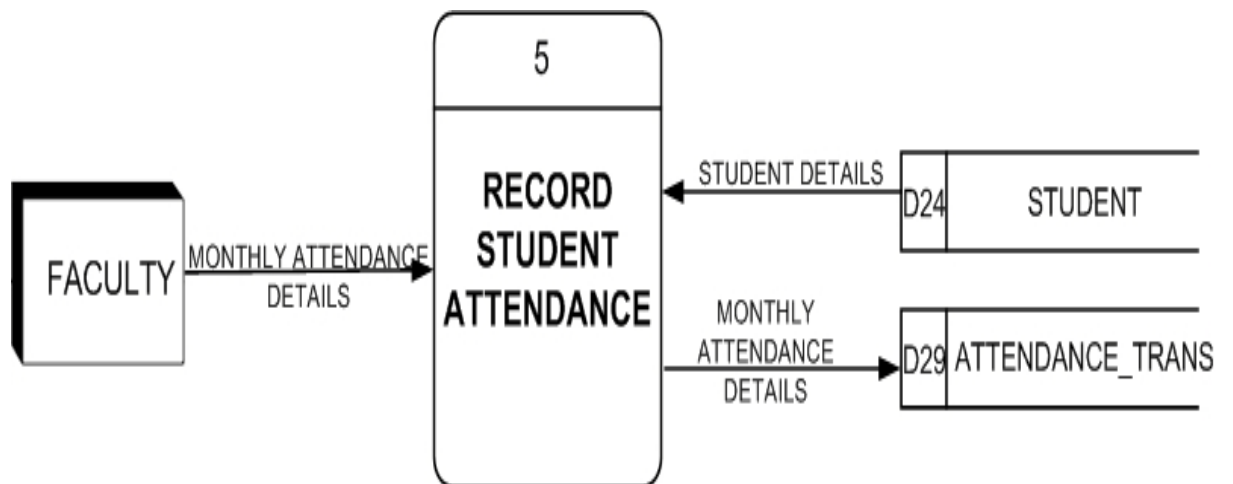 5
RECORD
STUDENT
ATTENDANCE
FACULTY
MONTHLY ATTENDANCE
DETAILS
STUDENT DETAILS
D24
STUDENT
MONTHLY
ATTENDANCE
DETAILS
D29
ATTENDANCE_TRANS